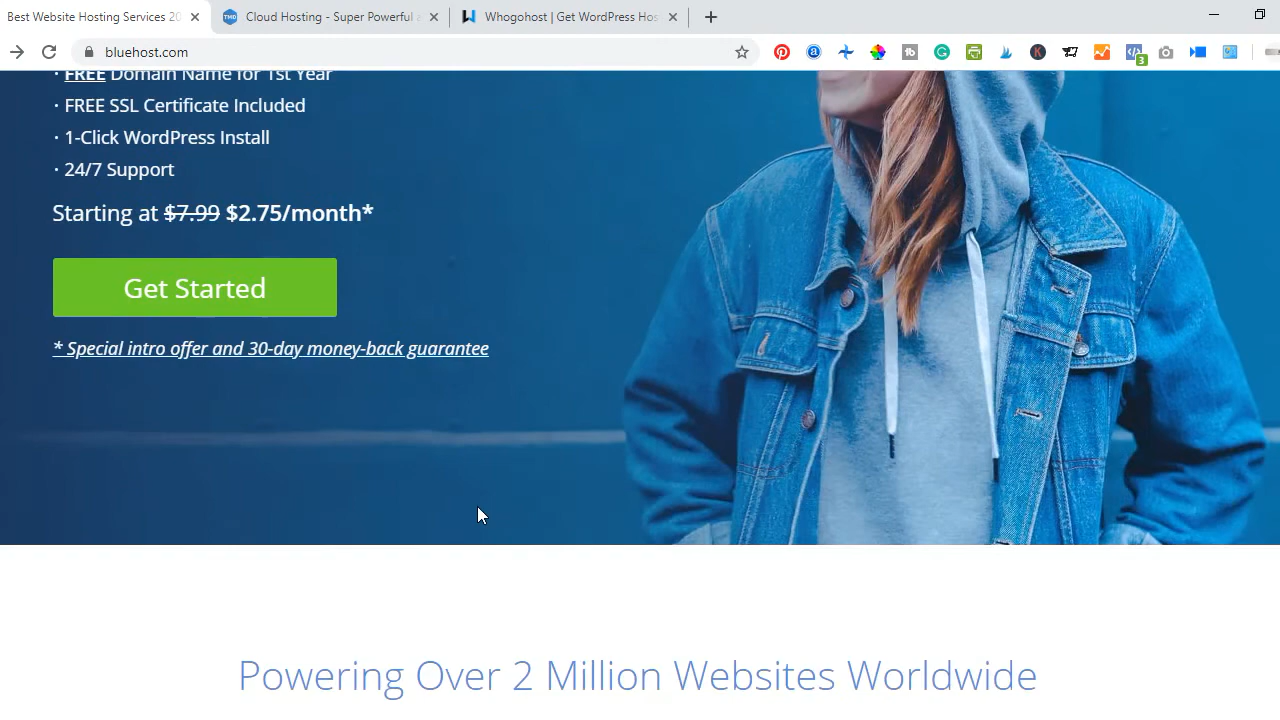 Best Website Hosting Services 20
Cloud Hosting - Super Powerful a
Whogohost | Get WordPress Hos
bluehost.com
3
· FREE Domain Name for 1st Year
· FREE SSL Certificate Included
· 1-Click WordPress Install
· 24/7 Support
Starting at $7.99 $2.75/month*
Get Started
* Special intro offer and 30-day money-back guarantee
Powering Over 2 Million Websites Worldwide